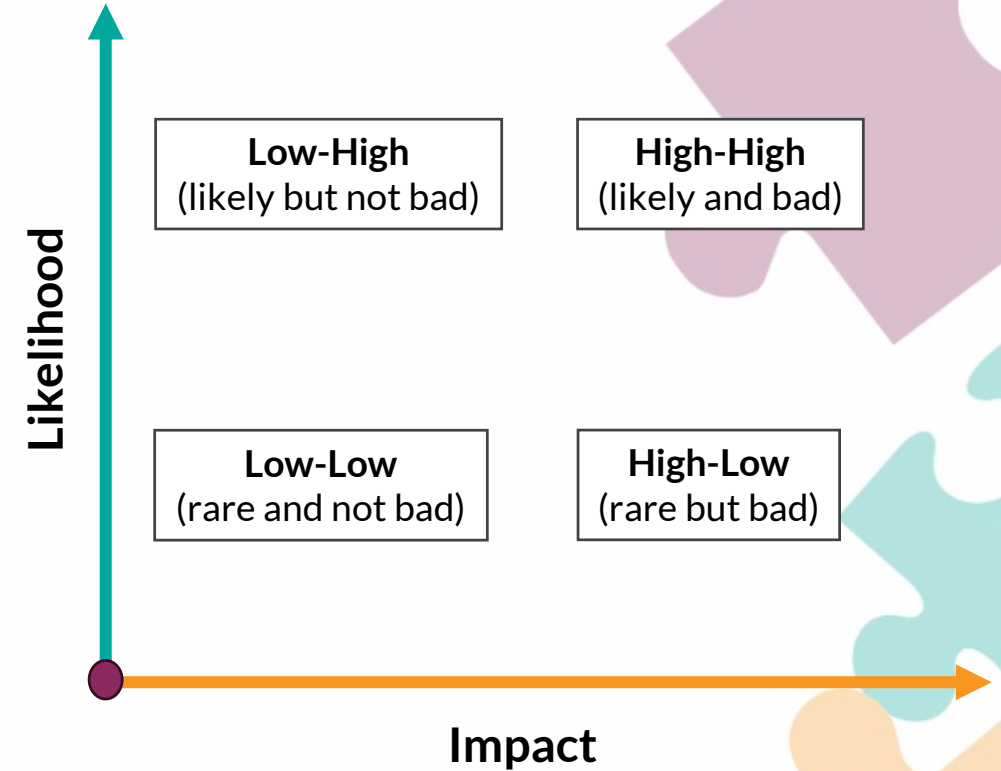 Low-High
(likely but not bad)
High-High
(likely and bad)
Likelihood
Low-Low
(rare and not bad)
High-Low
(rare but bad)
Impact